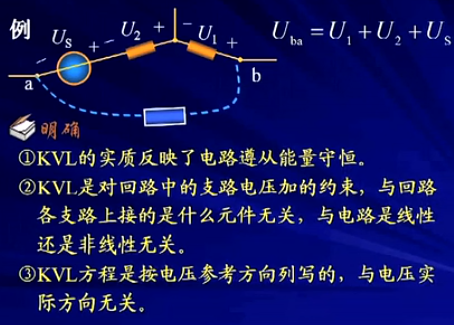 例
U_S
− + − U_2 + − U_1 +
a
b
U_ba = U_1 + U_2 + U_S
明确
①KVL的实质反映了电路遵从能量守恒。
②KVL是对回路中的支路电压加的约束，与回路
各支路上接的是什么元件无关，与电路是线性
还是非线性无关。
③KVL方程是按电压参考方向列写的，与电压实
际方向无关。